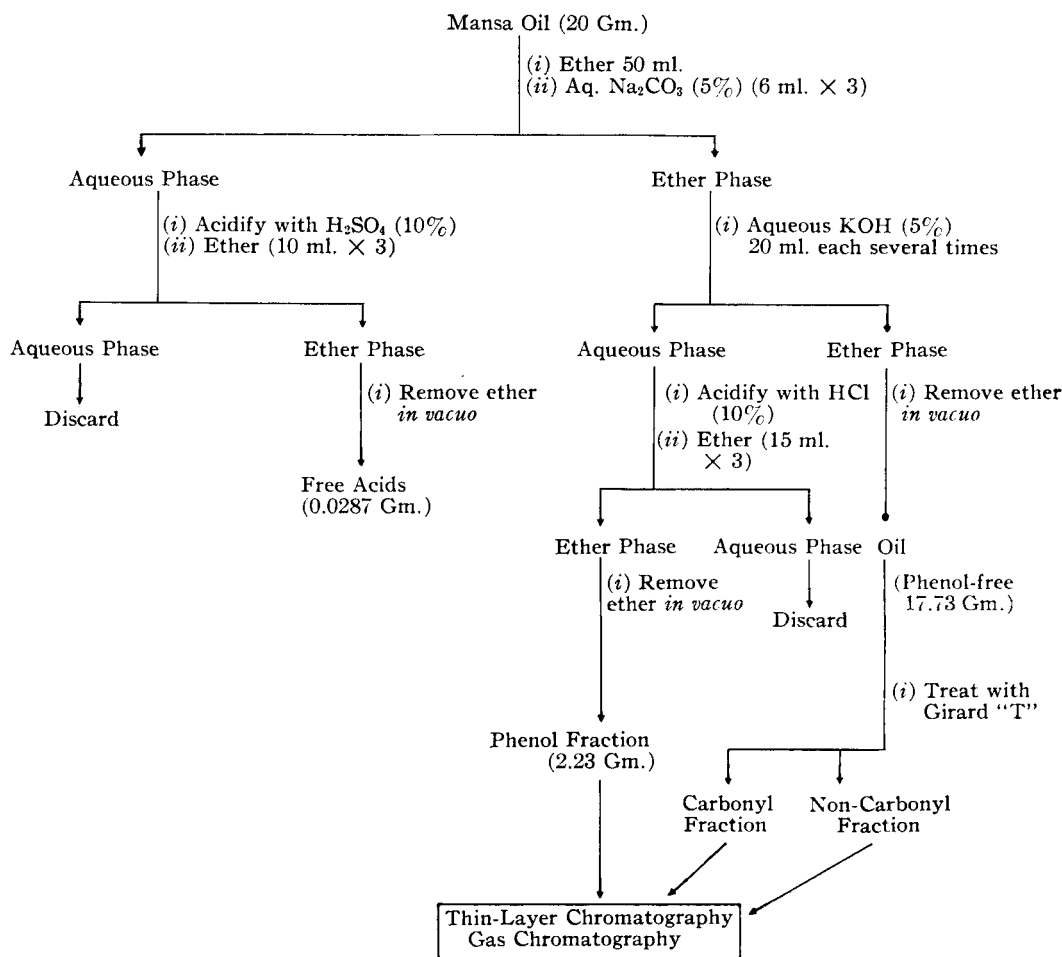 Mansa Oil (20 Gm.)
(i) Ether 50 ml.
(ii) Aq. Na₂CO₃ (5%) (6 ml. × 3)
Aqueous Phase
Ether Phase
(i) Acidify with H₂SO₄ (10%)
(ii) Ether (10 ml. × 3)
(i) Aqueous KOH (5%)
20 ml. each several times
Aqueous Phase
Ether Phase
Aqueous Phase
Ether Phase
Discard
(i) Remove ether
in vacuo
(i) Acidify with HCl
(10%)
(ii) Ether (15 ml.
× 3)
(i) Remove ether
in vacuo
Free Acids
(0.0287 Gm.)
Ether Phase
Aqueous Phase
Oil
(i) Remove
ether in vacuo
Discard
(Phenol-free
17.73 Gm.)
(i) Treat with
Girard “T”
Phenol Fraction
(2.23 Gm.)
Carbonyl
Fraction
Non-Carbonyl
Fraction
Thin-Layer Chromatography
Gas Chromatography